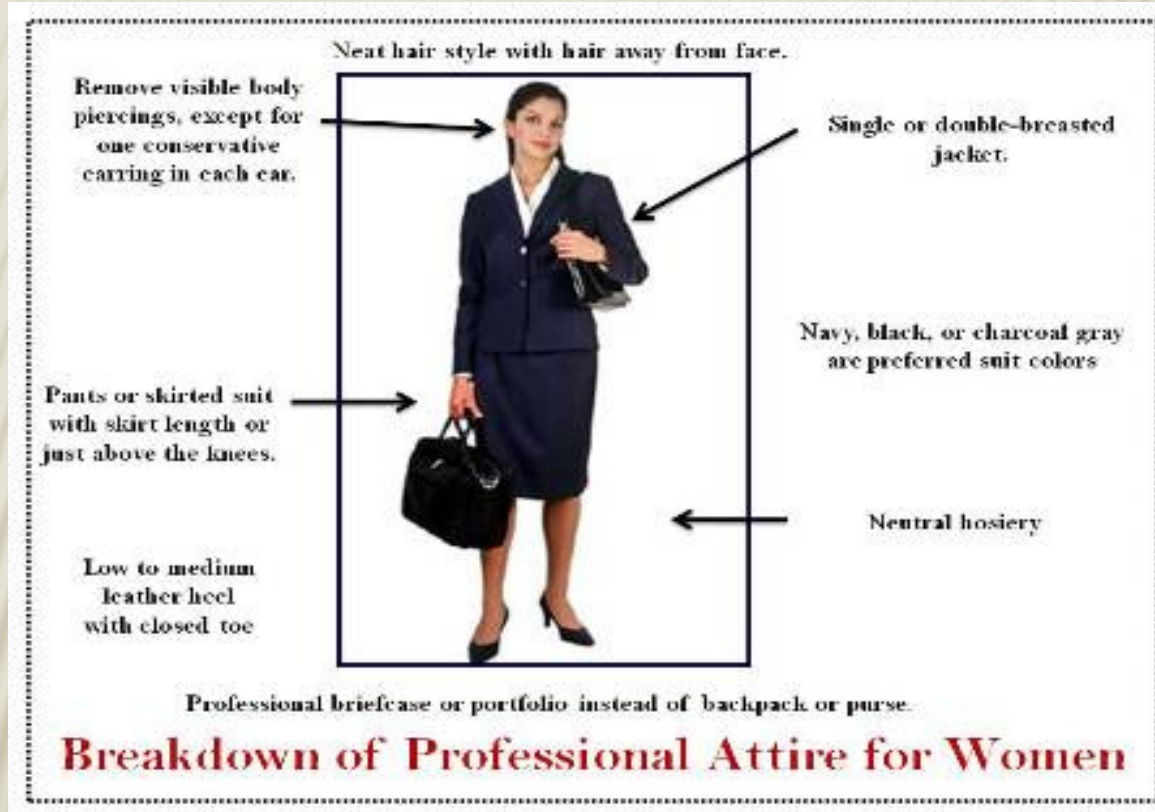 Neat hair style with hair away from face.
Remove visible body
piercings, except for
one conservative
earring in each ear.
Single or double-breasted
jacket.
Navy, black, or charcoal gray
are preferred suit colors
Pants or skirted suit
with skirt length or
just above the knees.
Neutral hosiery
Low to medium
leather heel
with closed toe
Professional briefcase or portfolio instead of backpack or purse.
Breakdown of Professional Attire for Women